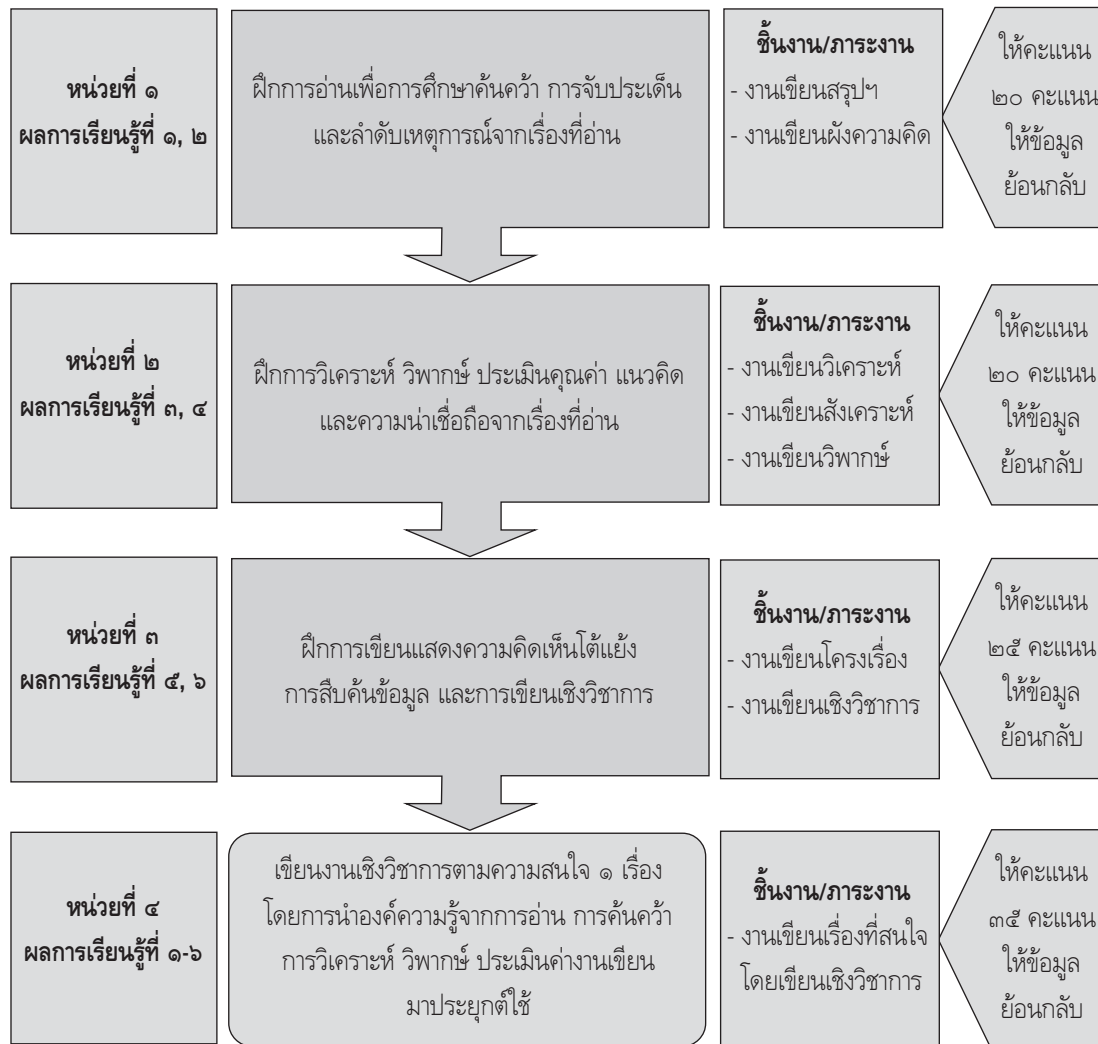 หน่วยที่ ๑
ผลการเรียนรู้ที่ ๑, ๒
ฝึกการอ่านเพื่อการศึกษาค้นคว้า การจับประเด็น
และลำดับเหตุการณ์จากเรื่องที่อ่าน
ชิ้นงาน/ภาระงาน
- งานเขียนสรุปฯ
- งานเขียนผังความคิด
ให้คะแนน
๒๐ คะแนน
ให้ข้อมูล
ย้อนกลับ
หน่วยที่ ๒
ผลการเรียนรู้ที่ ๓, ๔
ฝึกการวิเคราะห์ วิพากษ์ ประเมินคุณค่า แนวคิด
และความน่าเชื่อถือจากเรื่องที่อ่าน
ชิ้นงาน/ภาระงาน
- งานเขียนวิเคราะห์
- งานเขียนสังเคราะห์
- งานเขียนวิพากษ์
ให้คะแนน
๒๐ คะแนน
ให้ข้อมูล
ย้อนกลับ
หน่วยที่ ๓
ผลการเรียนรู้ที่ ๕, ๖
ฝึกการเขียนแสดงความคิดเห็นโต้แย้ง
การสืบค้นข้อมูล และการเขียนเชิงวิชาการ
ชิ้นงาน/ภาระงาน
- งานเขียนโครงเรื่อง
- งานเขียนเชิงวิชาการ
ให้คะแนน
๒๕ คะแนน
ให้ข้อมูล
ย้อนกลับ
หน่วยที่ ๔
ผลการเรียนรู้ที่ ๑-๖
เขียนงานเชิงวิชาการตามความสนใจ ๑ เรื่อง
โดยการนำองค์ความรู้จากการอ่าน การค้นคว้า
การวิเคราะห์ วิพากษ์ ประเมินค่างานเขียน
มาประยุกต์ใช้
ชิ้นงาน/ภาระงาน
- งานเขียนเรื่องที่สนใจ
โดยเขียนเชิงวิชาการ
ให้คะแนน
๓๕ คะแนน
ให้ข้อมูล
ย้อนกลับ